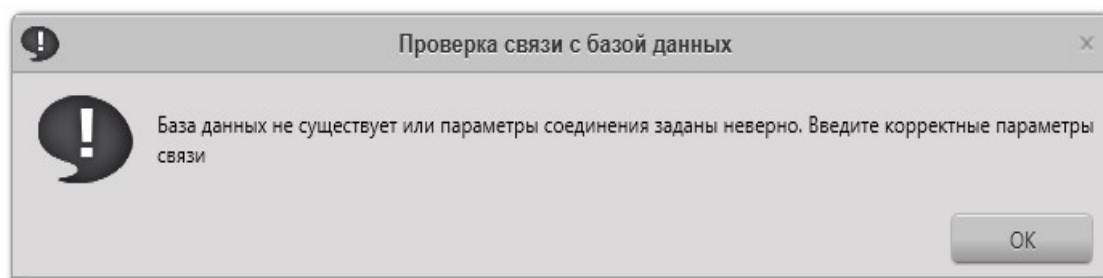 Проверка связи с базой данных
База данных не существует или параметры соединения заданы неверно. Введите корректные параметры
связи
OK